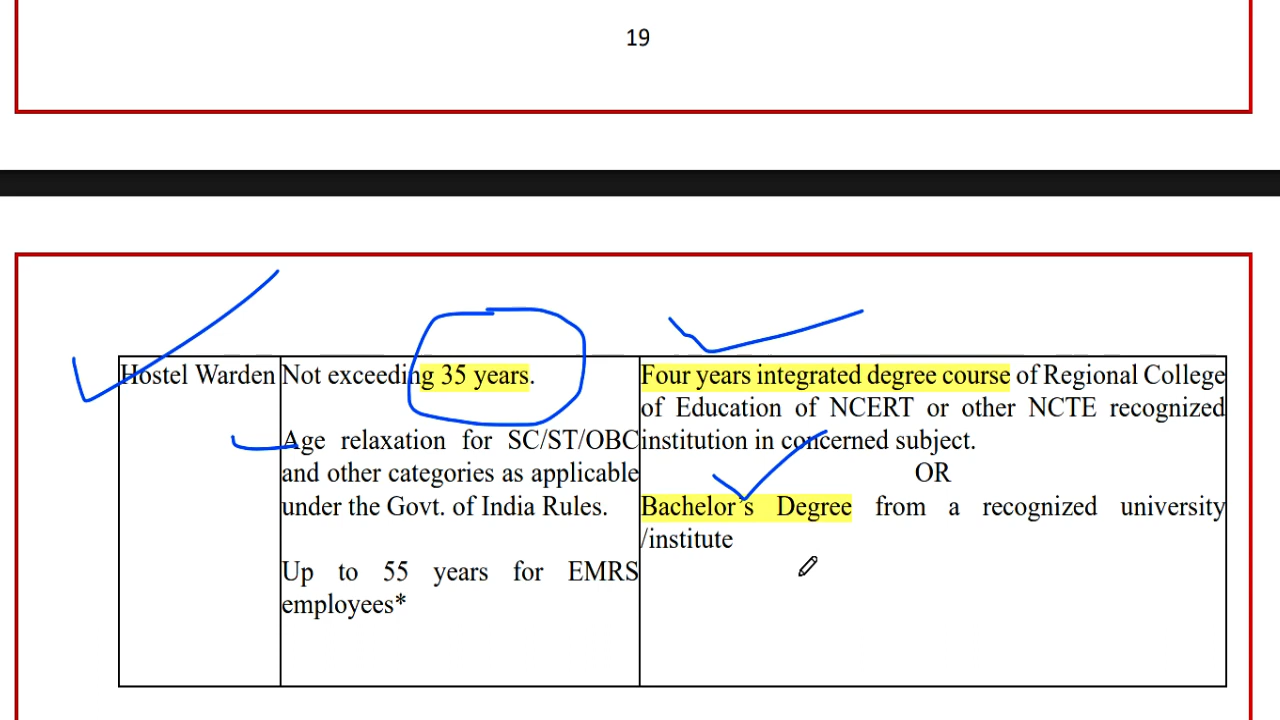 19
Hostel Warden
Not exceeding 35 years.
Age relaxation for SC/ST/OBC
and other categories as applicable
under the Govt. of India Rules.
Up to 55 years for EMRS
employees*
Four years integrated degree course of Regional College
of Education of NCERT or other NCTE recognized
institution in concerned subject.
OR
Bachelor's Degree from a recognized university
/institute